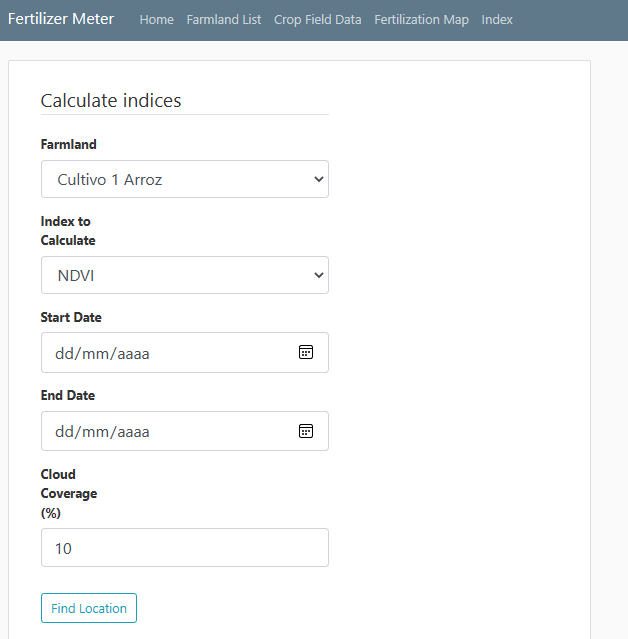 Fertilizer Meter Home Farmland List Crop Field Data Fertilization Map Index
Calculate indices
Farmland
Cultivo 1 Arroz
Index to
Calculate
NDVI
Start Date
dd/mm/aaaa
End Date
dd/mm/aaaa
Cloud
Coverage
(%)
10
Find Location